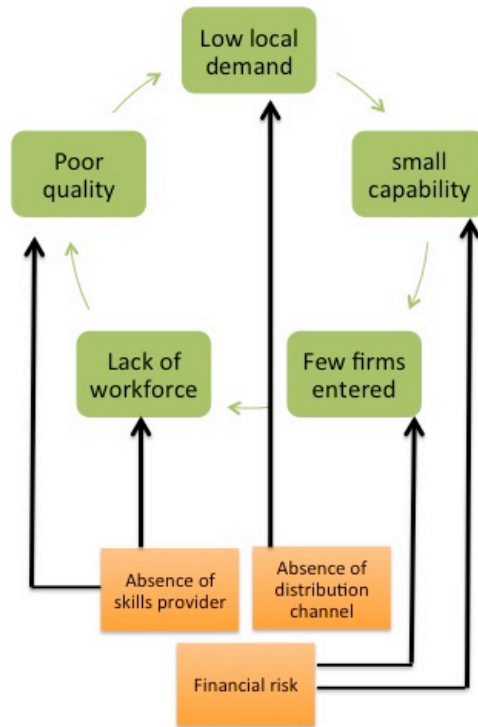 Low local
demand
Poor
quality
small
capability
Lack of
workforce
Few firms
entered
Absence of
skills provider
Absence of
distribution
channel
Financial risk